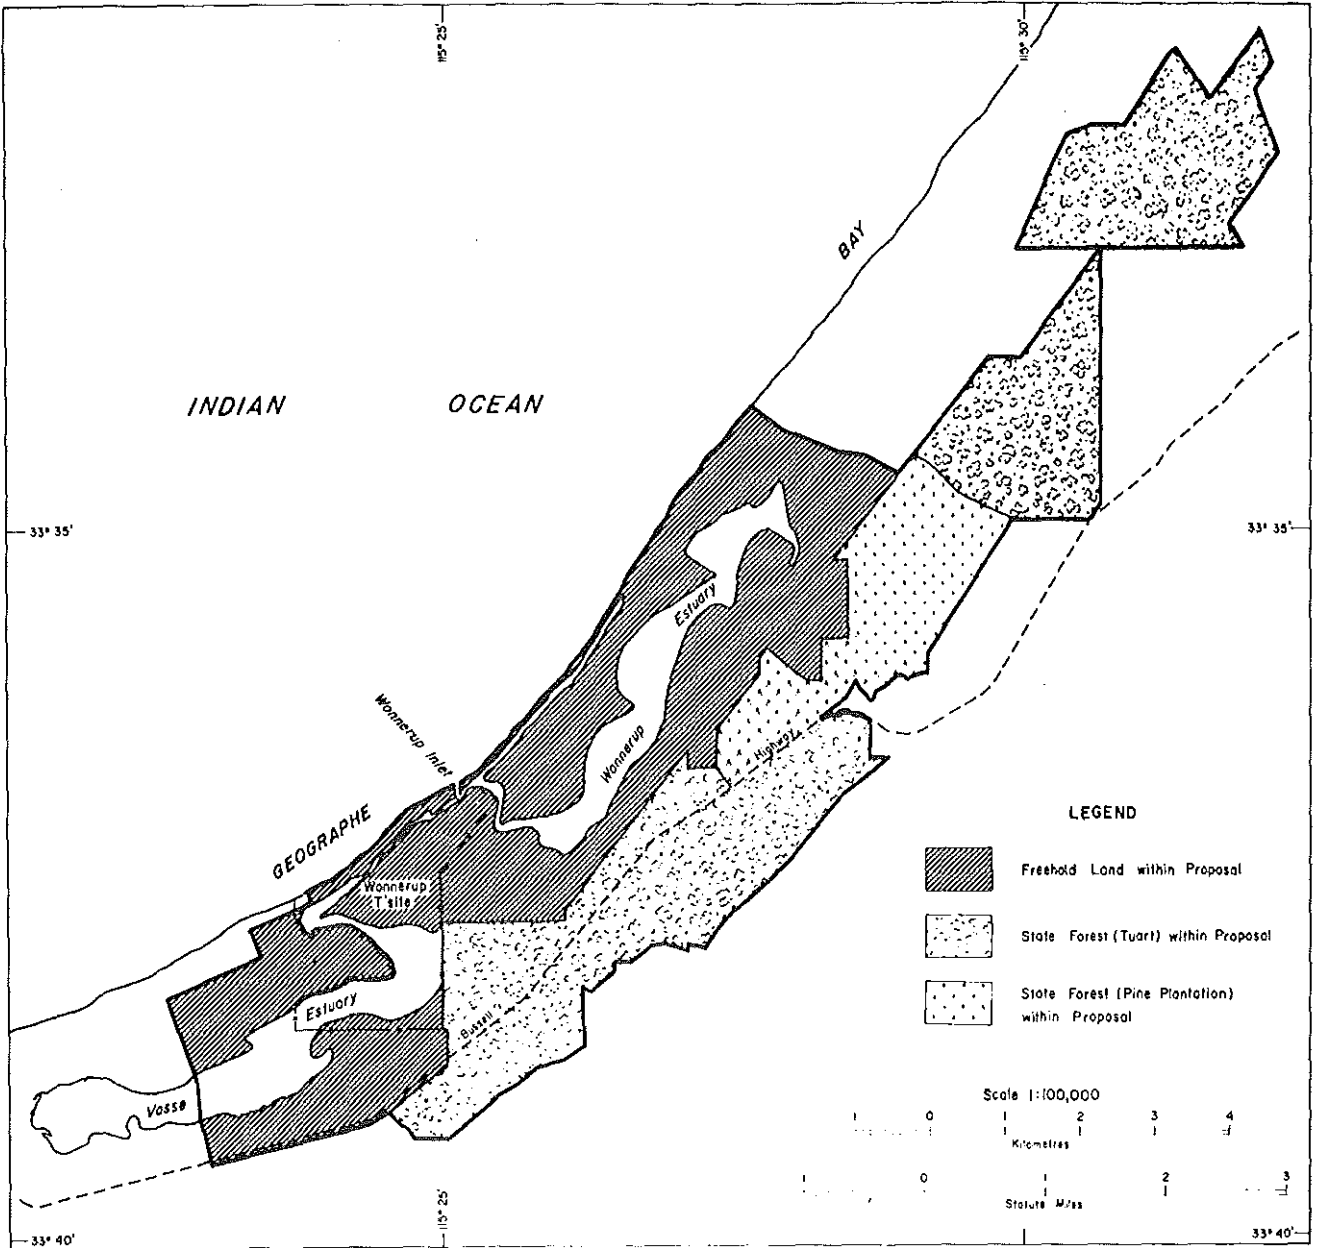 115° 25'
115° 30'
BAY
INDIAN OCEAN
33° 35'
33° 35'
Estuary
Wonnerup Inlet
Wonnerup
Highway
GEOGRAPHE
Wonnerup
T'site
LEGEND
Freehold Land within Proposal
State Forest (Tuart) within Proposal
State Forest (Pine Plantation)
within Proposal
Estuary
Bussell
Vasse
Scale 1:100,000
1 0 1 2 3 4
Kilometres
1 0 1 2 3
Statute Miles
115° 25'
33° 40'
33° 40'